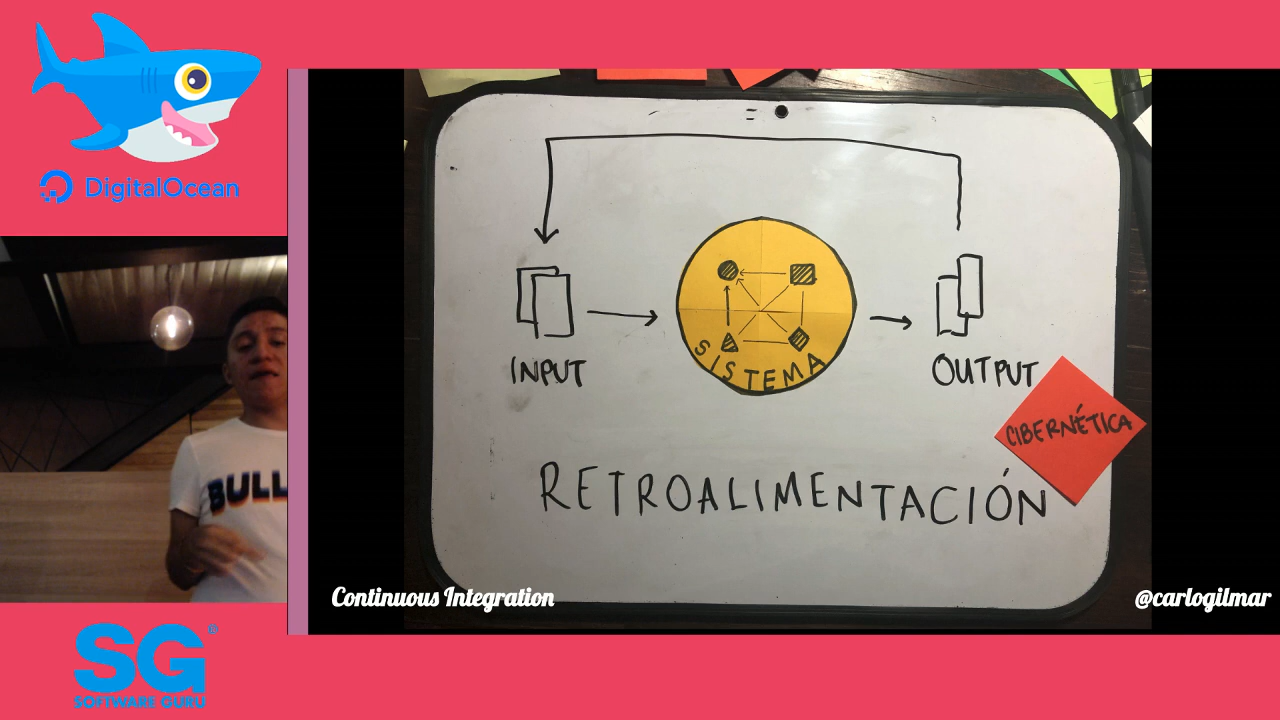 DigitalOcean
BULL
SG®
SOFTWARE GURU
INPUT
SISTEMA
OUTPUT
CIBERNÉTICA
RETROALIMENTACIÓN
Continuous Integration
@carlogilmar